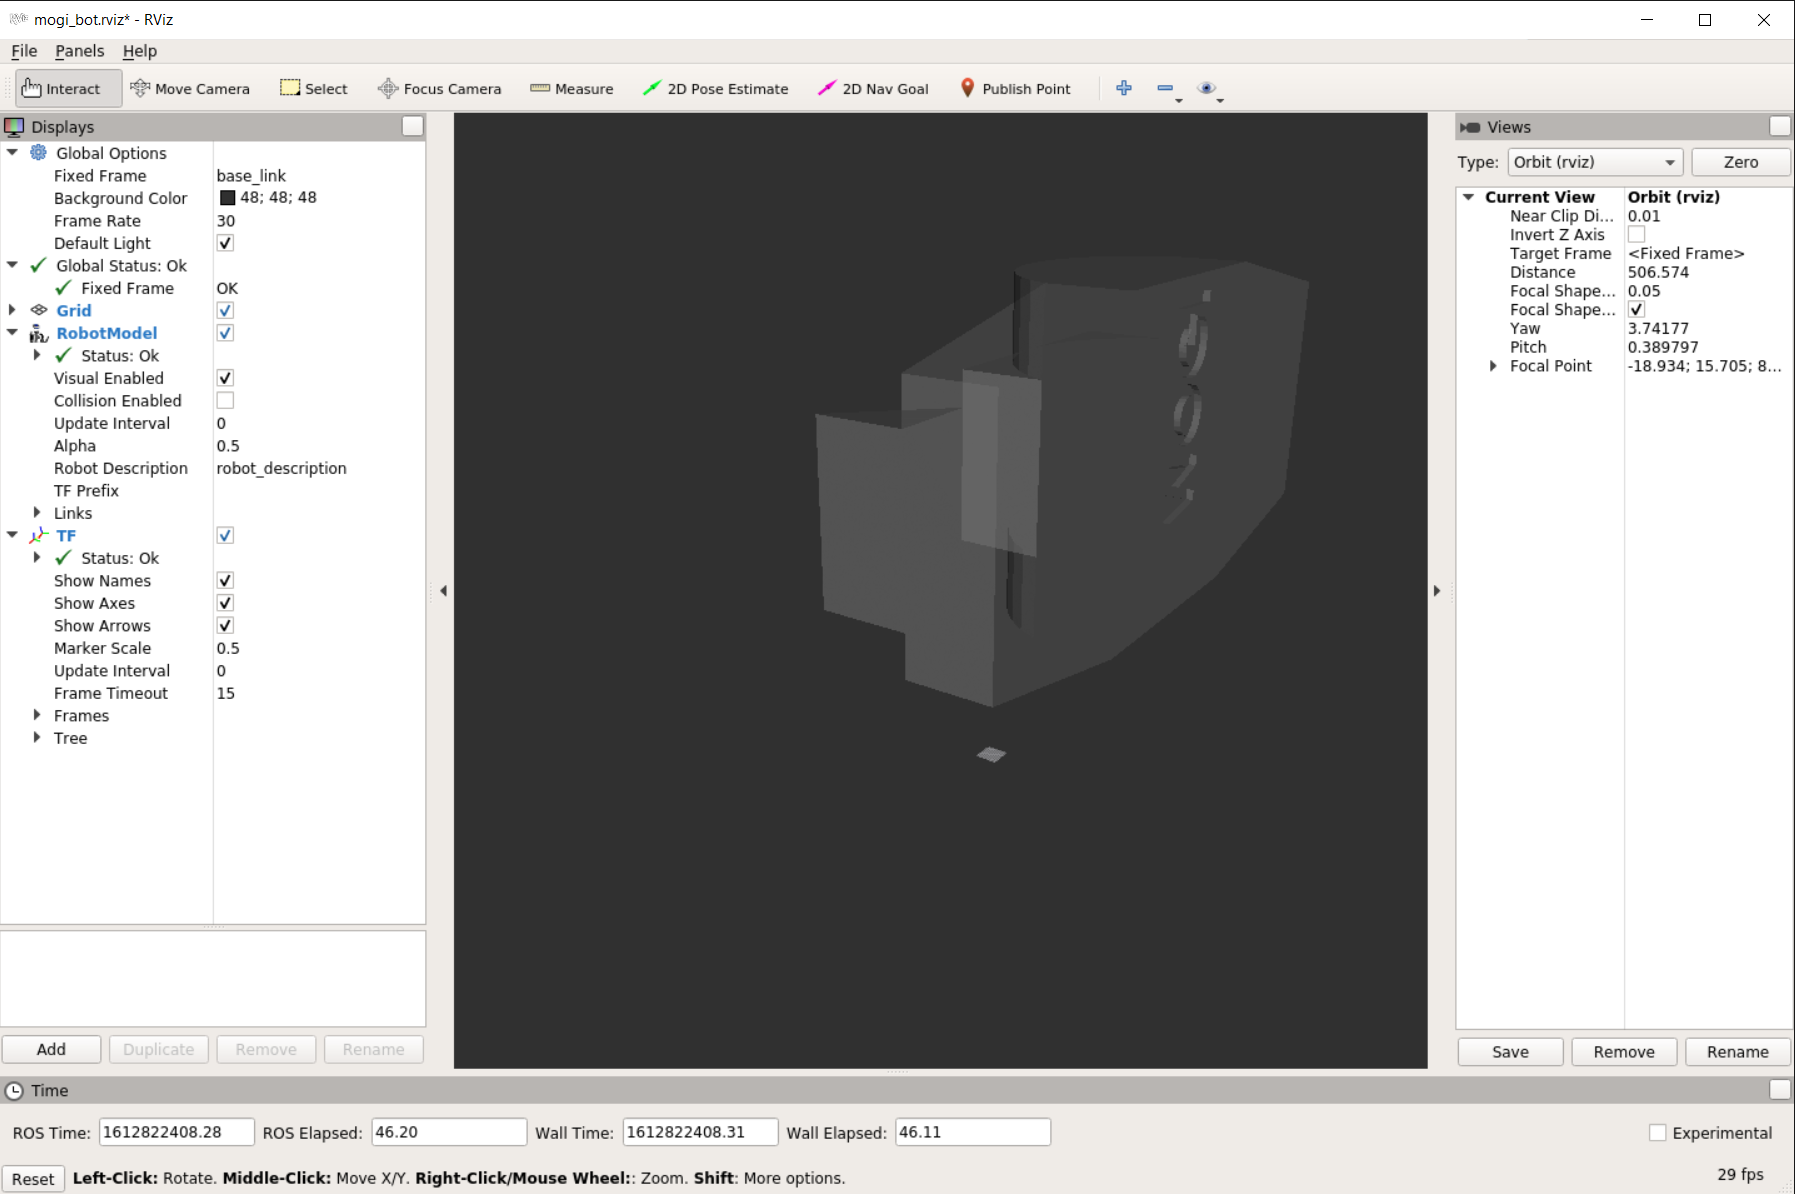 mogi_bot.rviz* - RViz
File Panels Help
Interact Move Camera Select Focus Camera Measure 2D Pose Estimate 2D Nav Goal Publish Point
Displays
Global Options
Fixed Frame base_link
Background Color 48; 48; 48
Frame Rate 30
Default Light
Global Status: Ok
Fixed Frame OK
Grid
RobotModel
Status: Ok
Visual Enabled
Collision Enabled
Update Interval 0
Alpha 0.5
Robot Description robot_description
TF Prefix
Links
TF
Status: Ok
Show Names
Show Axes
Show Arrows
Marker Scale 0.5
Update Interval 0
Frame Timeout 15
Frames
Tree
Add Duplicate Remove Rename
Views
Type: Orbit (rviz) Zero
Current View Orbit (rviz)
Near Clip Di... 0.01
Invert Z Axis
Target Frame <Fixed Frame>
Distance 506.574
Focal Shape... 0.05
Focal Shape...
Yaw 3.74177
Pitch 0.389797
Focal Point -18.934; 15.705; 8...
Save Remove Rename
Time
ROS Time: 1612822408.28 ROS Elapsed: 46.20 Wall Time: 1612822408.31 Wall Elapsed: 46.11 Experimental
Reset Left-Click: Rotate. Middle-Click: Move X/Y. Right-Click/Mouse Wheel:: Zoom. Shift: More options. 29 fps